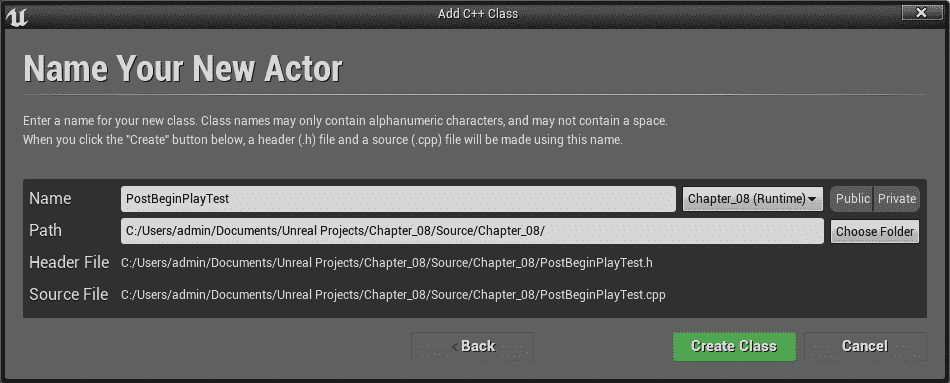 Add C++ Class
Name Your New Actor
Enter a name for your new class. Class names may only contain alphanumeric characters, and may not contain a space.
When you click the "Create" button below, a header (.h) file and a source (.cpp) file will be made using this name.
Name PostBeginPlayTest Chapter_08 (Runtime) Public Private
Path C:/Users/admin/Documents/Unreal Projects/Chapter_08/Source/Chapter_08/ Choose Folder
Header File C:/Users/admin/Documents/Unreal Projects/Chapter_08/Source/Chapter_08/PostBeginPlayTest.h
Source File C:/Users/admin/Documents/Unreal Projects/Chapter_08/Source/Chapter_08/PostBeginPlayTest.cpp
< Back Create Class Cancel